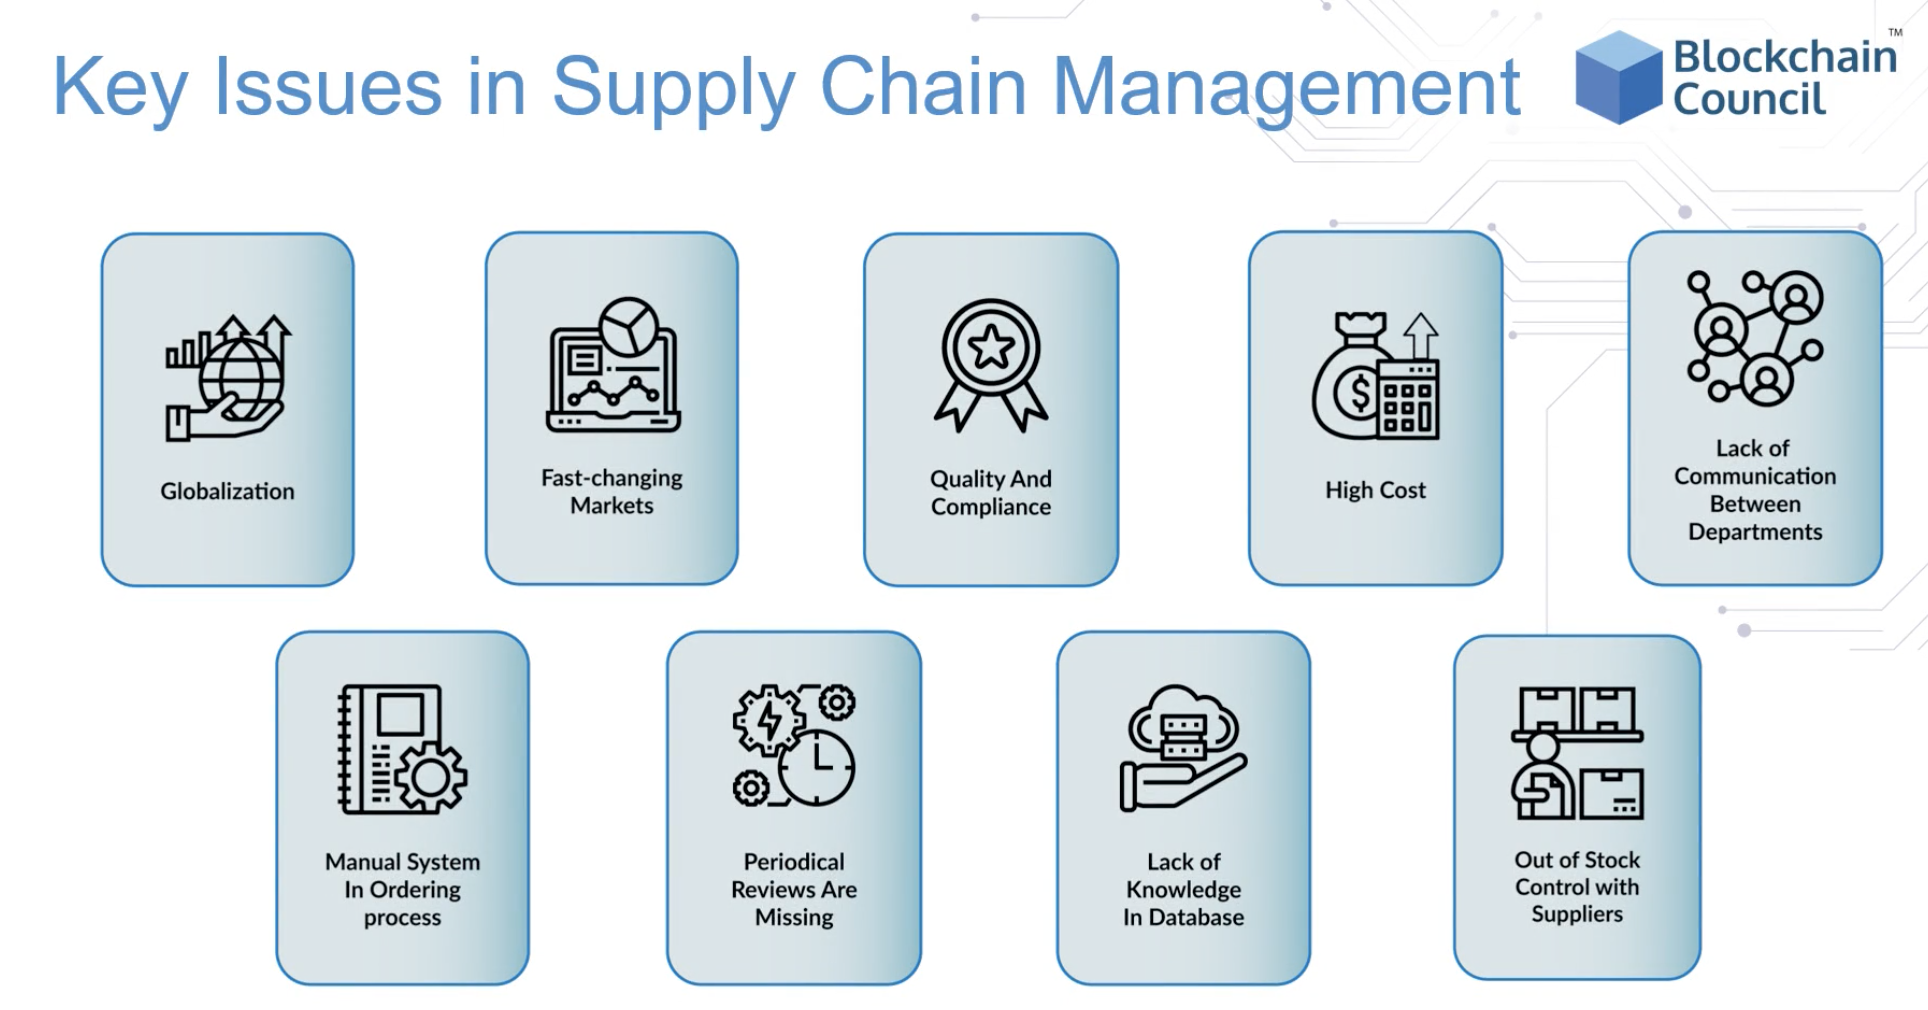 Key Issues in Supply Chain Management
Blockchain
Council
TM
Globalization
Fast-changing
Markets
Quality And
Compliance
High Cost
Lack of
Communication
Between
Departments
Manual System
In Ordering
process
Periodical
Reviews Are
Missing
Lack of
Knowledge
In Database
Out of Stock
Control with
Suppliers